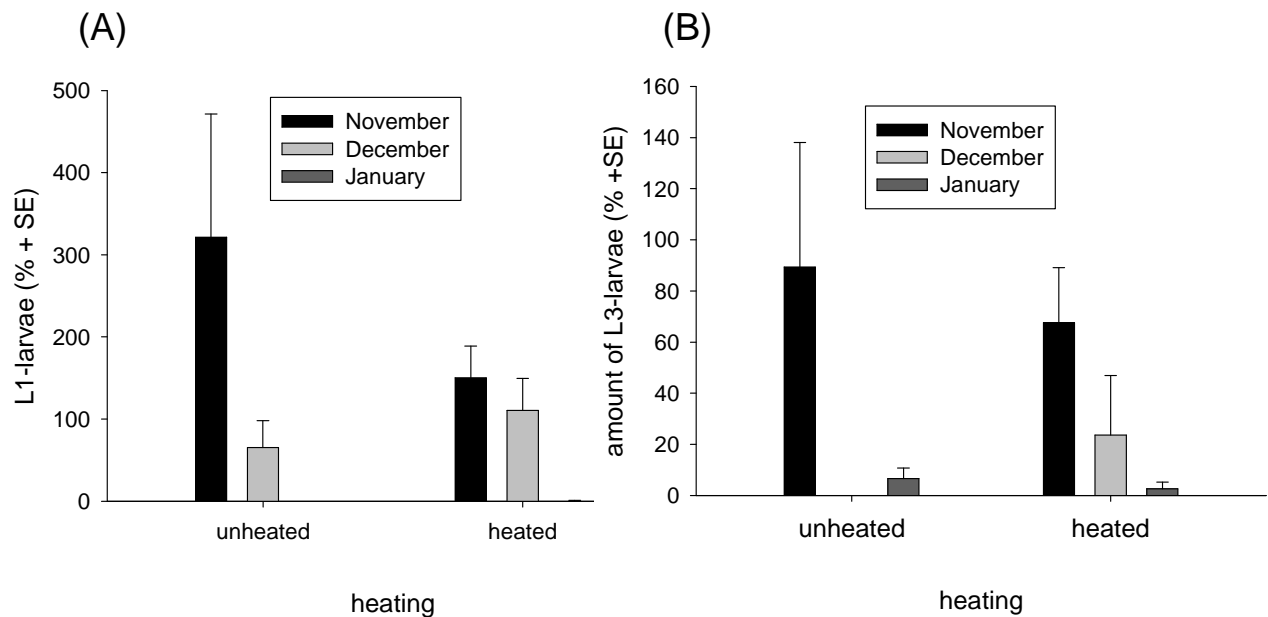 (A)
L1-larvae (% + SE)
500
400
300
200
100
0
November
December
January
unheated
heated
heating
(B)
amount of L3-larvae (% +SE)
160
140
120
100
80
60
40
20
0
November
December
January
unheated
heated
heating